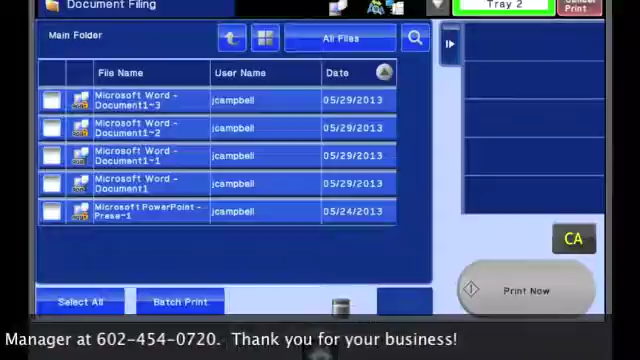 Document Filing
Tray 2
Cancel
Print
Main Folder
All Files
File Name User Name Date
Microsoft Word -
Document1~3 jcampbell 05/29/2013
Microsoft Word -
Document1~2 jcampbell 05/29/2013
Microsoft Word -
Document1~1 jcampbell 05/29/2013
Microsoft Word -
Document1 jcampbell 05/29/2013
Microsoft PowerPoint -
Prese~1 jcampbell 05/24/2013
CA
Select All Batch Print
Print Now
Manager at 602-454-0720. Thank you for your business!